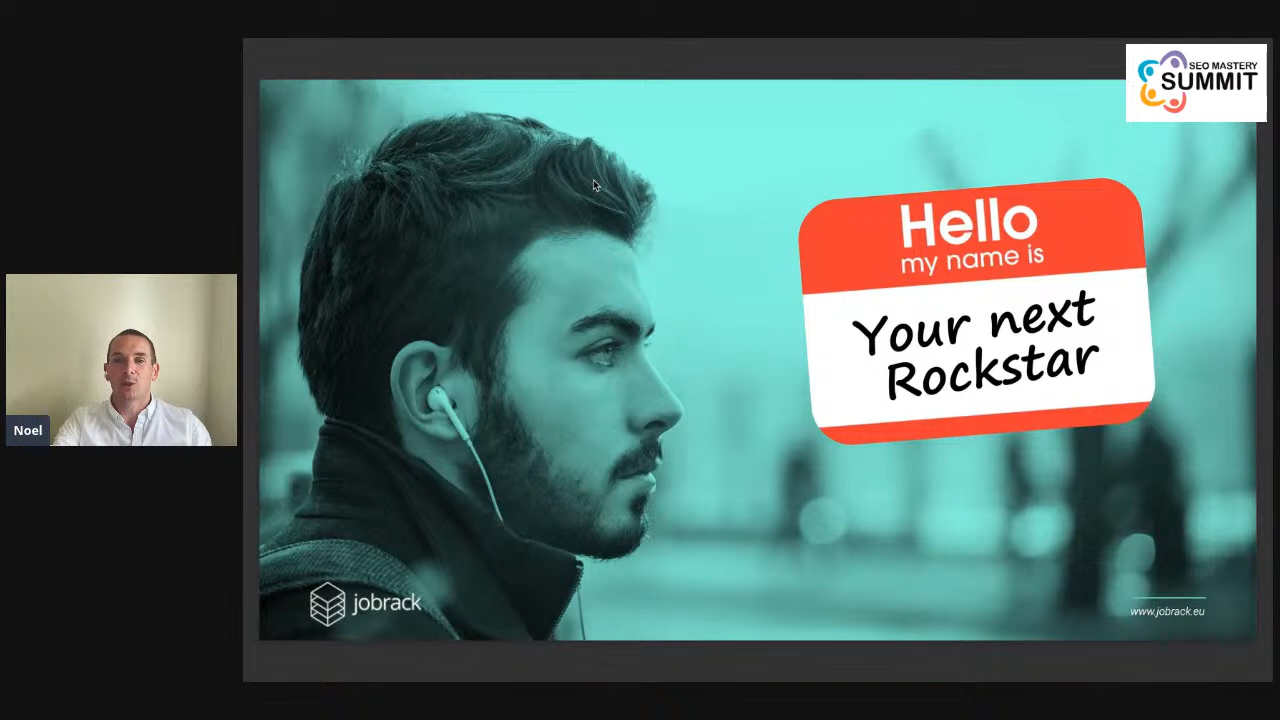 SEO MASTERY
SUMMIT
Hello
my name is
Your next
Rockstar
Noel
jobrack
www.jobrack.eu